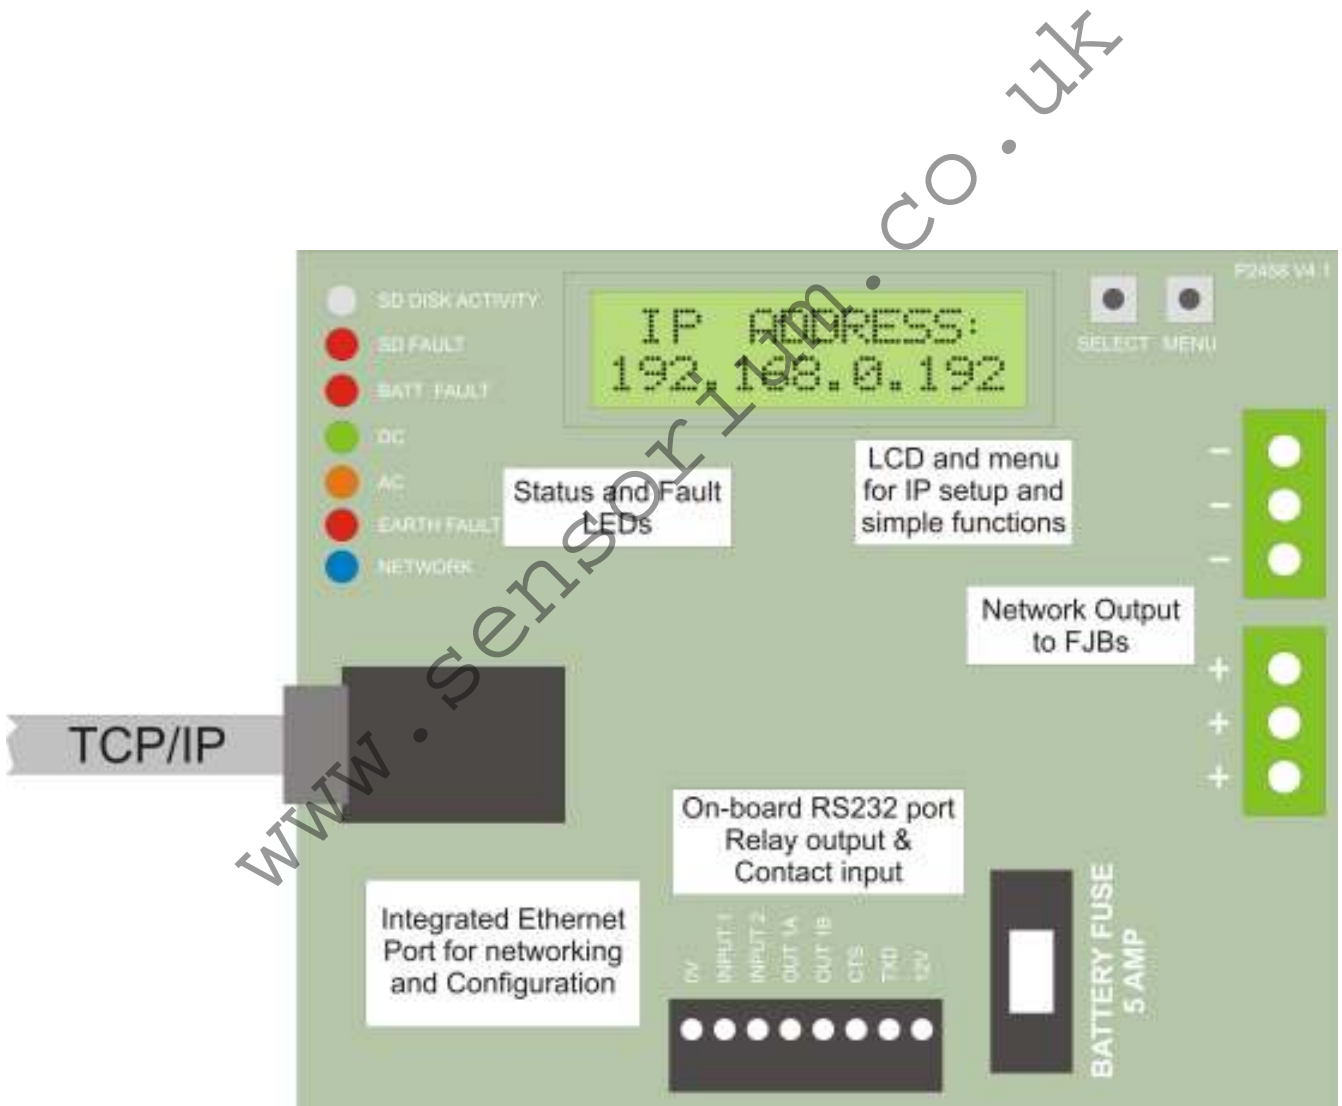 www.sensorium.co.uk
P2458 V4.1
SD DISK ACTIVITY
SD FAULT
BATT FAULT
DC
AC
EARTH FAULT
NETWORK
IP ADDRESS:
192.168.0.192
SELECT MENU
Status and Fault
LEDs
LCD and menu
for IP setup and
simple functions
-
-
-
Network Output
to FJBs
+
+
+
TCP/IP
On-board RS232 port
Relay output &
Contact input
Integrated Ethernet
Port for networking
and Configuration
0V
INPUT 1
INPUT 2
OUT 1A
OUT 1B
CTS
TXD
12V
BATTERY FUSE
5 AMP